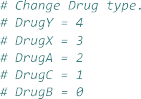 # Change Drug type.
# DrugY = 4
# DrugX = 3
# DrugA = 2
# DrugC = 1
# DrugB = 0